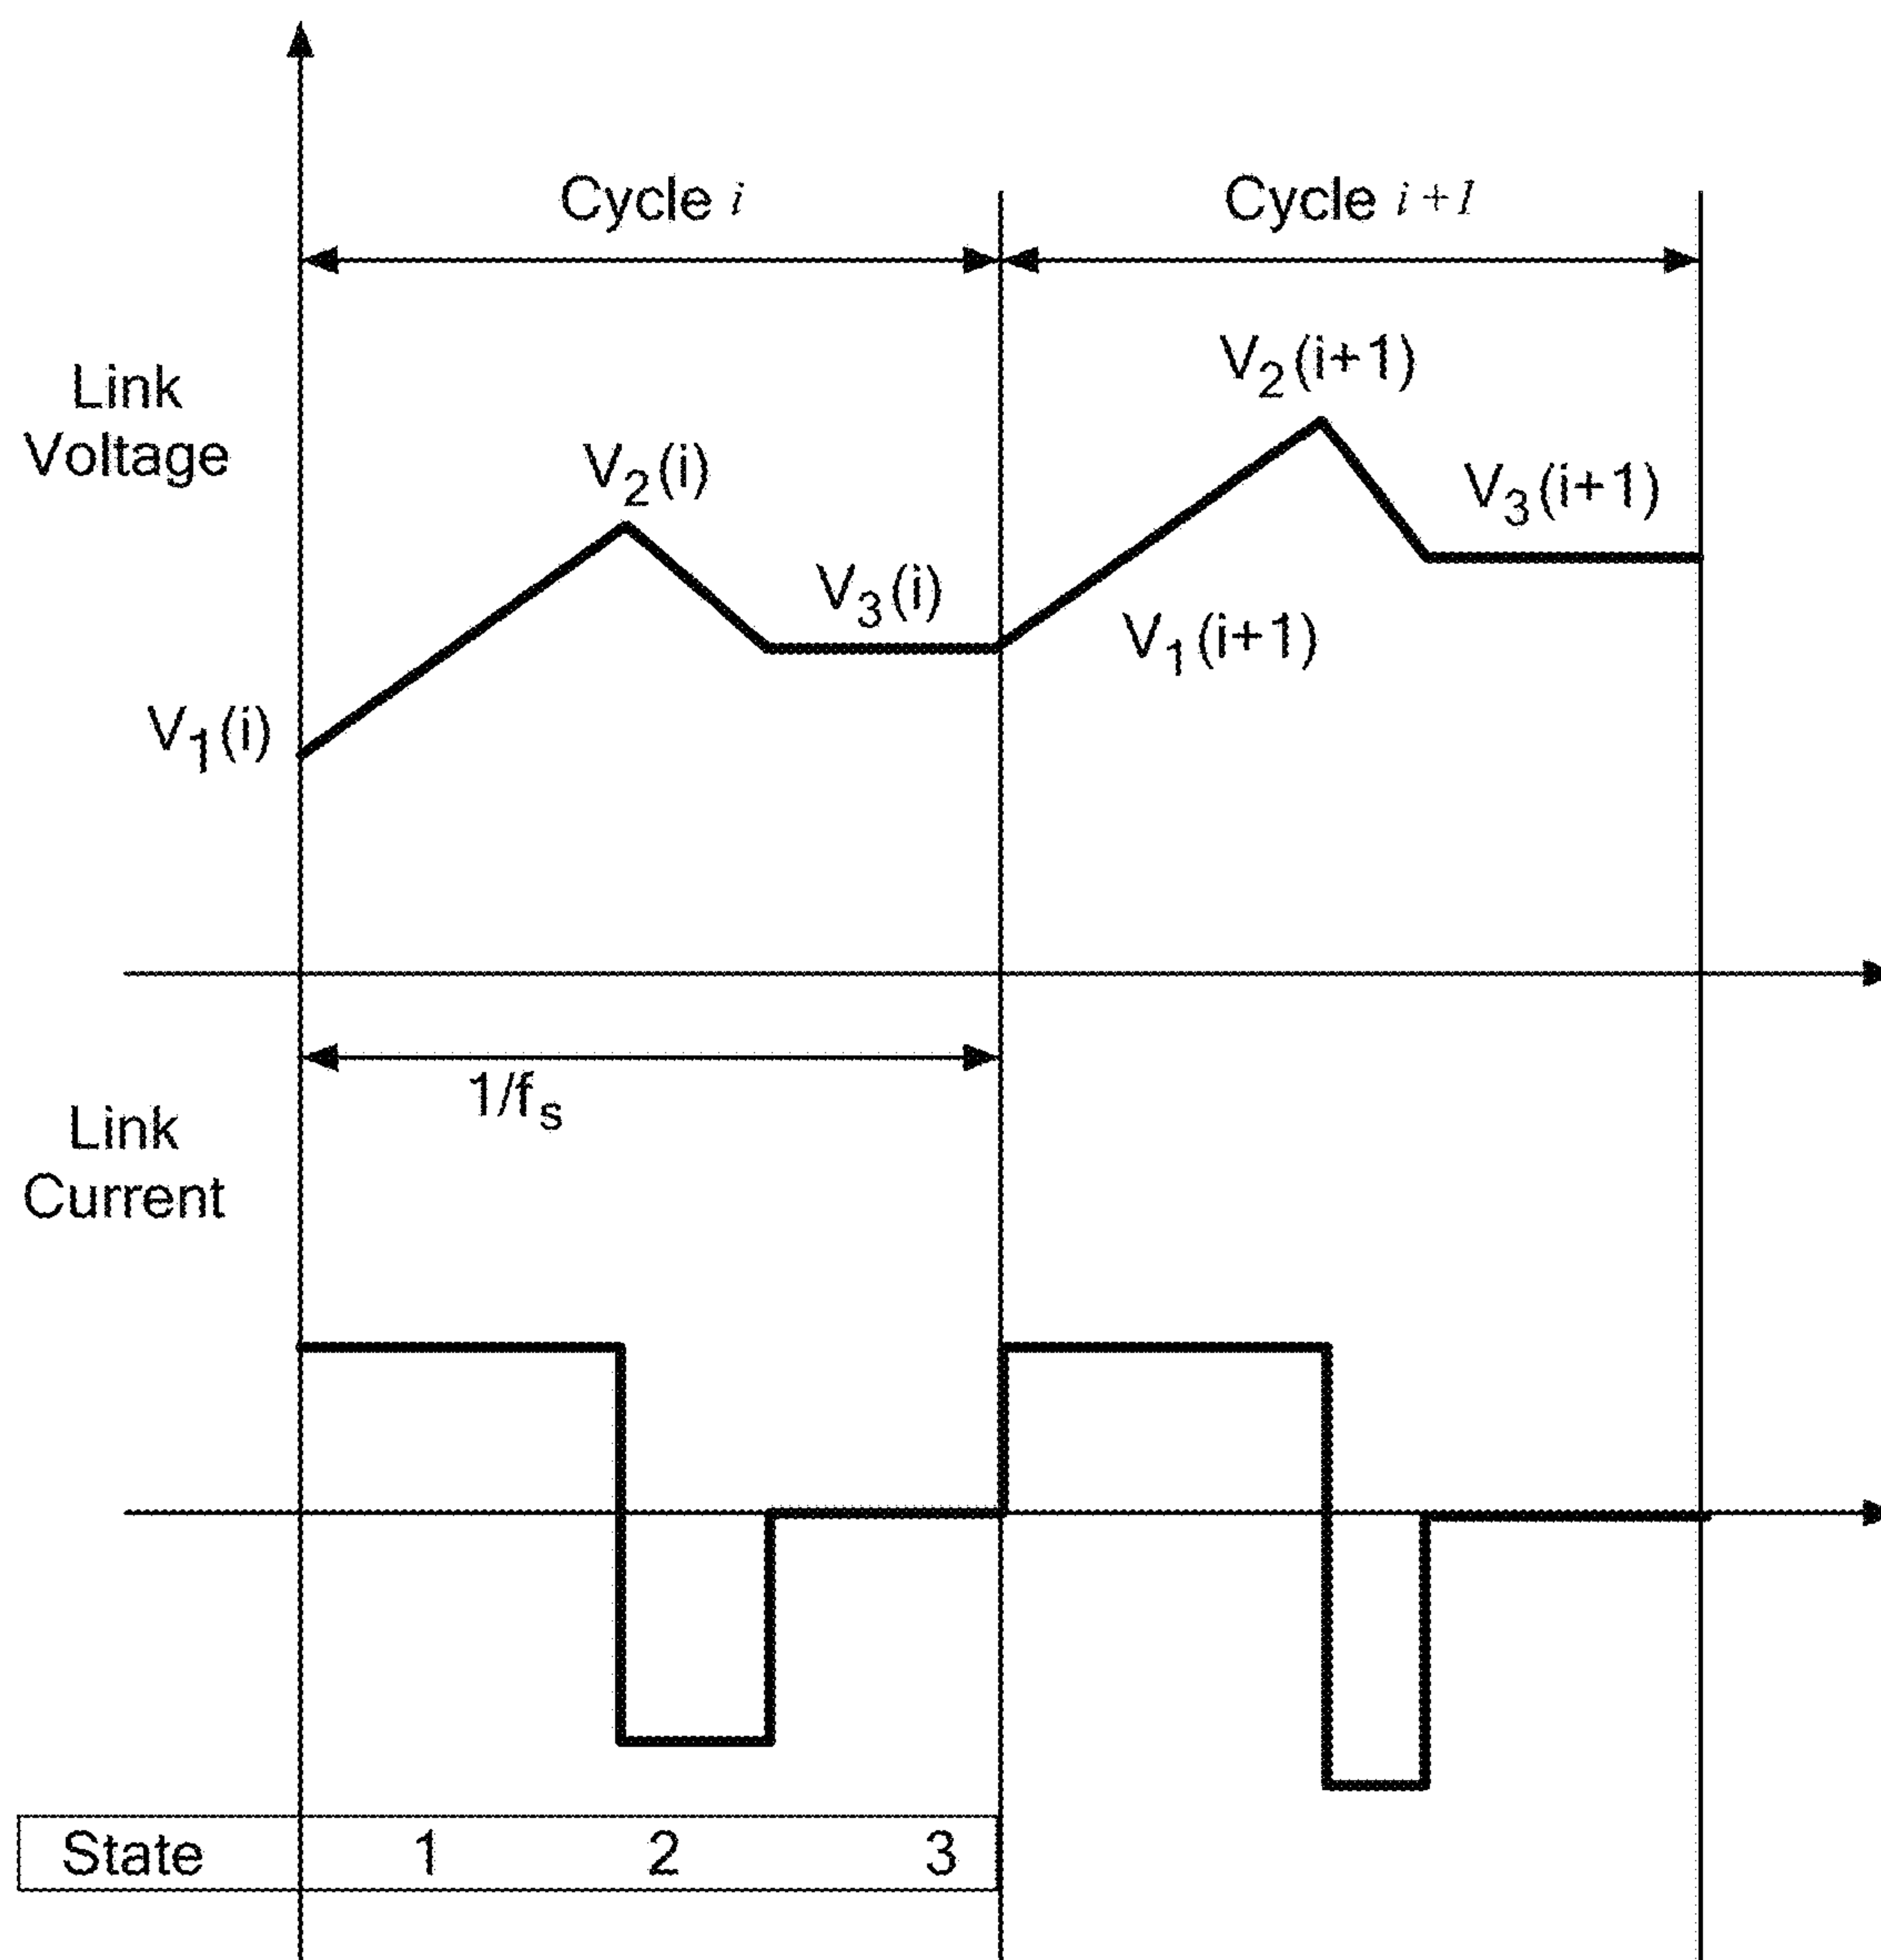 Cycle i
Cycle i+1
Link
Voltage
V₂(i+1)
V₂(i)
V₃(i+1)
V₃(i)
V₁(i+1)
V₁(i)
1/fₛ
Link
Current
State 1 2 3